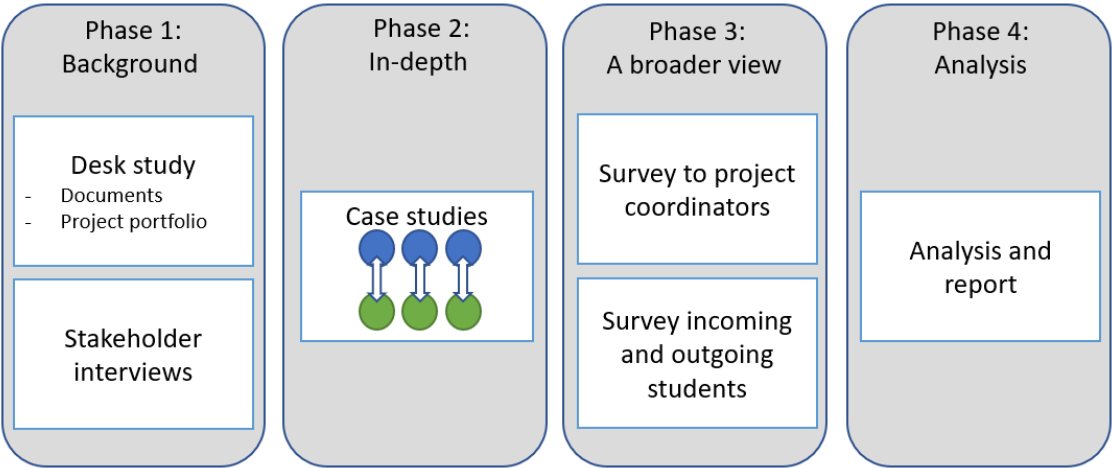 Phase 1:
Background
Desk study
- Documents
- Project portfolio
Stakeholder
interviews
Phase 2:
In-depth
Case studies
Phase 3:
A broader view
Survey to project
coordinators
Survey incoming
and outgoing
students
Phase 4:
Analysis
Analysis and
report